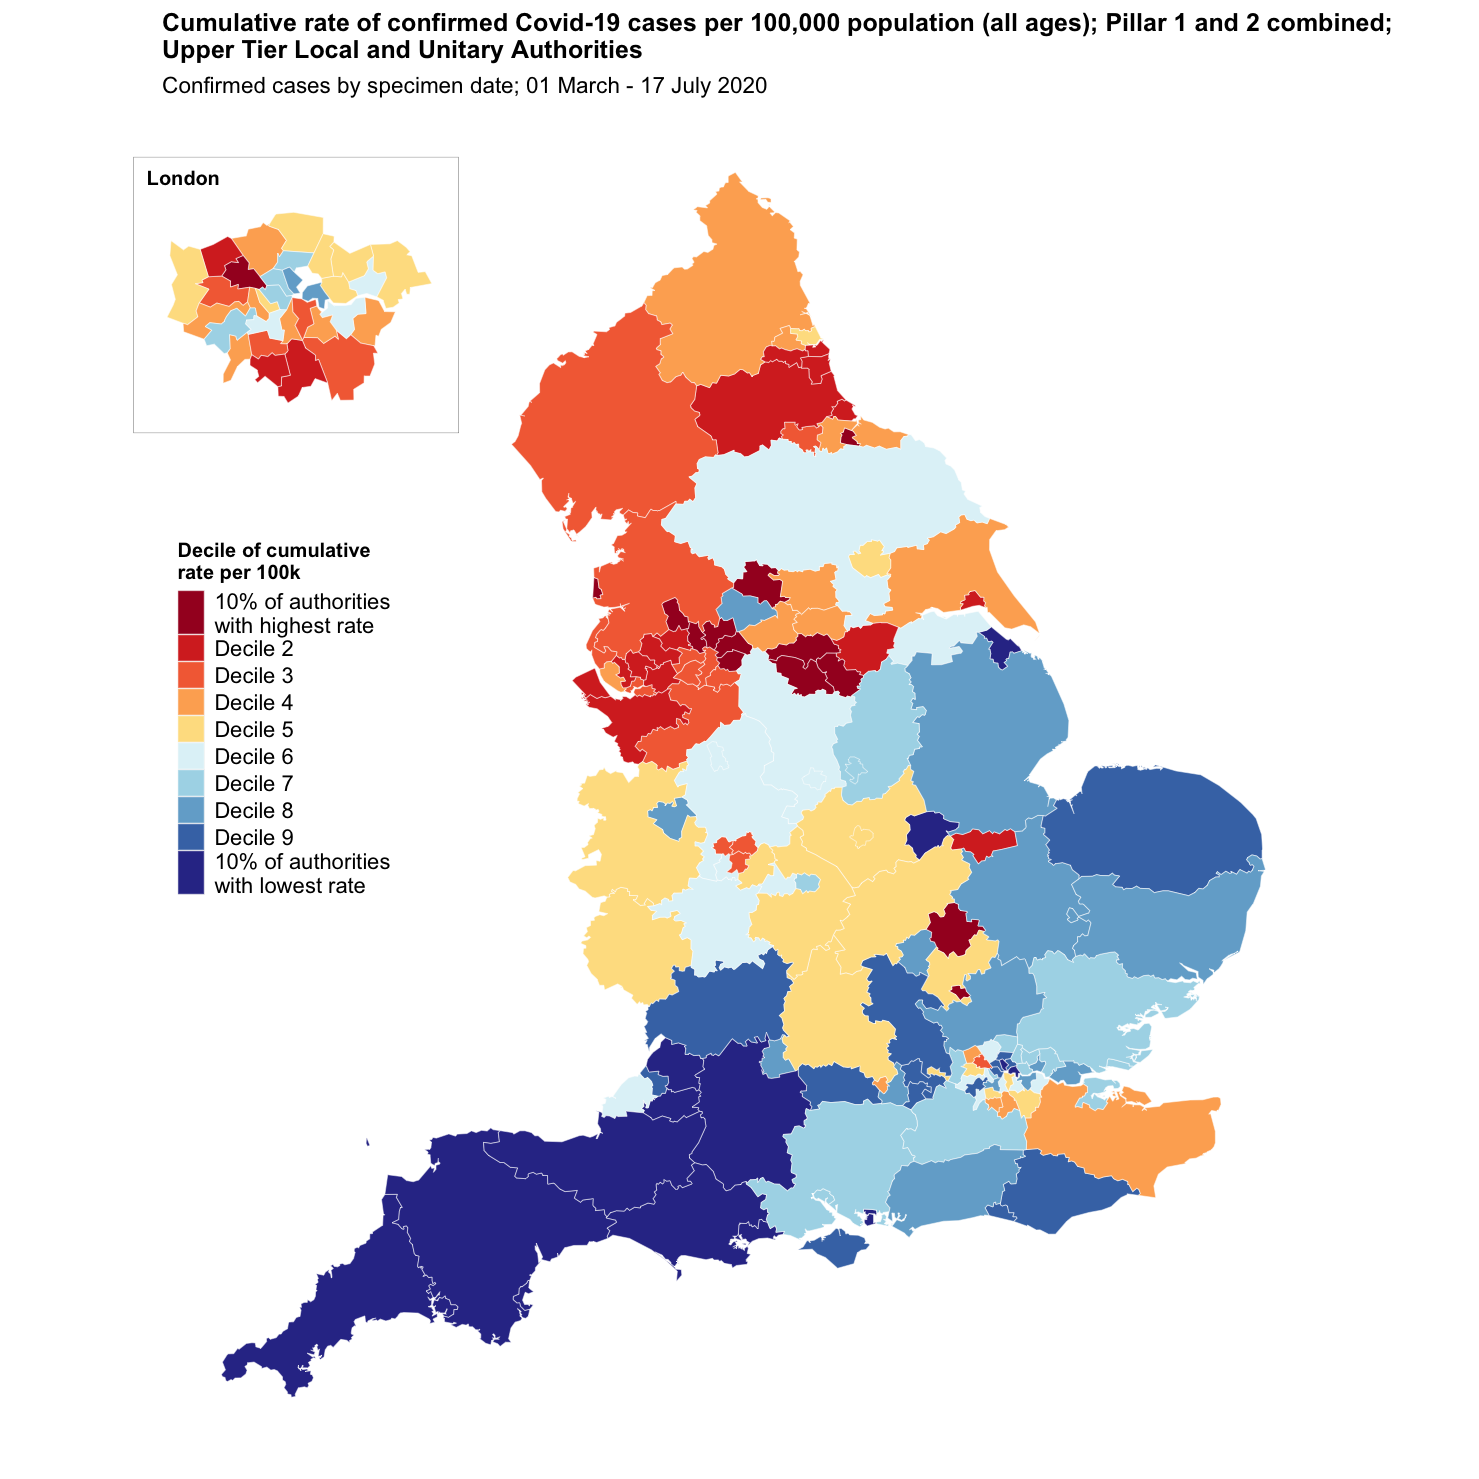 Cumulative rate of confirmed Covid-19 cases per 100,000 population (all ages); Pillar 1 and 2 combined;
Upper Tier Local and Unitary Authorities
Confirmed cases by specimen date; 01 March - 17 July 2020
London
Decile of cumulative
rate per 100k
10% of authorities
with highest rate
Decile 2
Decile 3
Decile 4
Decile 5
Decile 6
Decile 7
Decile 8
Decile 9
10% of authorities
with lowest rate